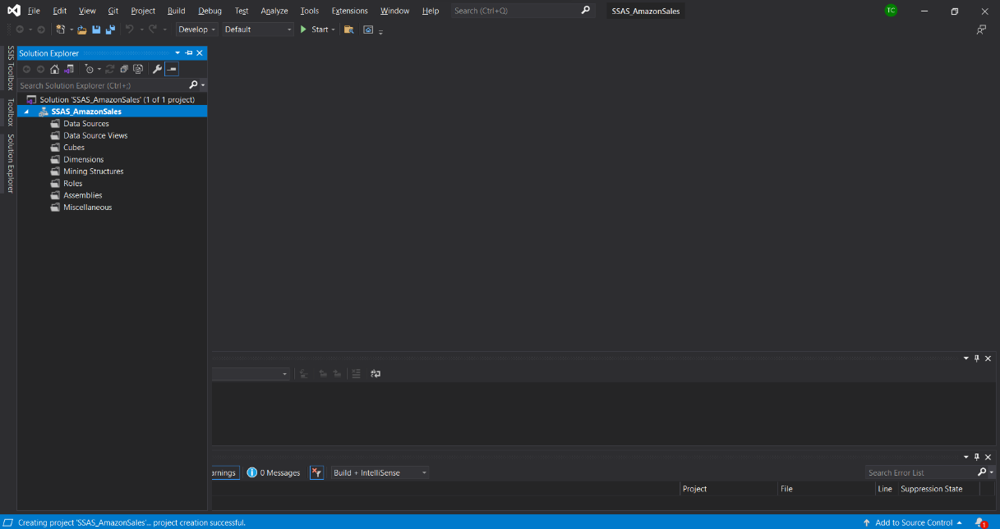 File Edit View Git Project Build Debug Test Analyze Tools Extensions Window Help Search (Ctrl+Q) SSAS_AmazonSales TC
Develop Default Start
SSIS Toolbox
Toolbox
Solution Explorer
Solution Explorer
Search Solution Explorer (Ctrl+;)
Solution 'SSAS_AmazonSales' (1 of 1 project)
SSAS_AmazonSales
Data Sources
Data Source Views
Cubes
Dimensions
Mining Structures
Roles
Assemblies
Miscellaneous
arnings 0 Messages Build + IntelliSense Search Error List
Project File Line Suppression State
Creating project 'SSAS_AmazonSales'... project creation successful. Add to Source Control 1